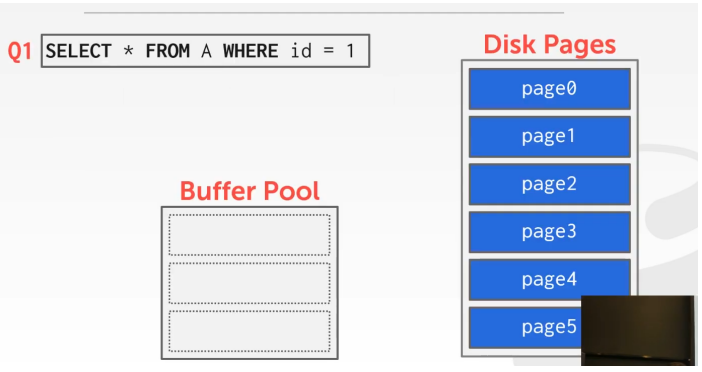 Q1 SELECT * FROM A WHERE id = 1
Disk Pages
page0
page1
page2
Buffer Pool
page3
page4
page5